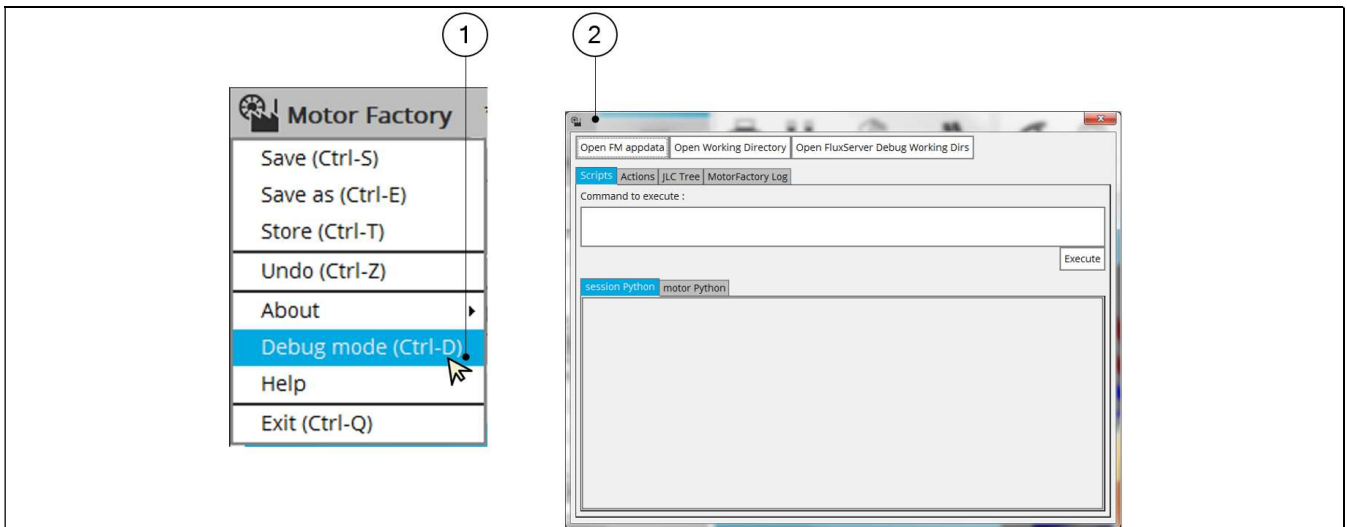 1
2
Motor Factory
Save (Ctrl-S)
Save as (Ctrl-E)
Store (Ctrl-T)
Undo (Ctrl-Z)
About
Debug mode (Ctrl-D)
Help
Exit (Ctrl-Q)
Open FM appdata Open Working Directory Open FluxServer Debug Working Dirs
Scripts Actions JLC Tree MotorFactory Log
Command to execute :
Execute
session Python motor Python